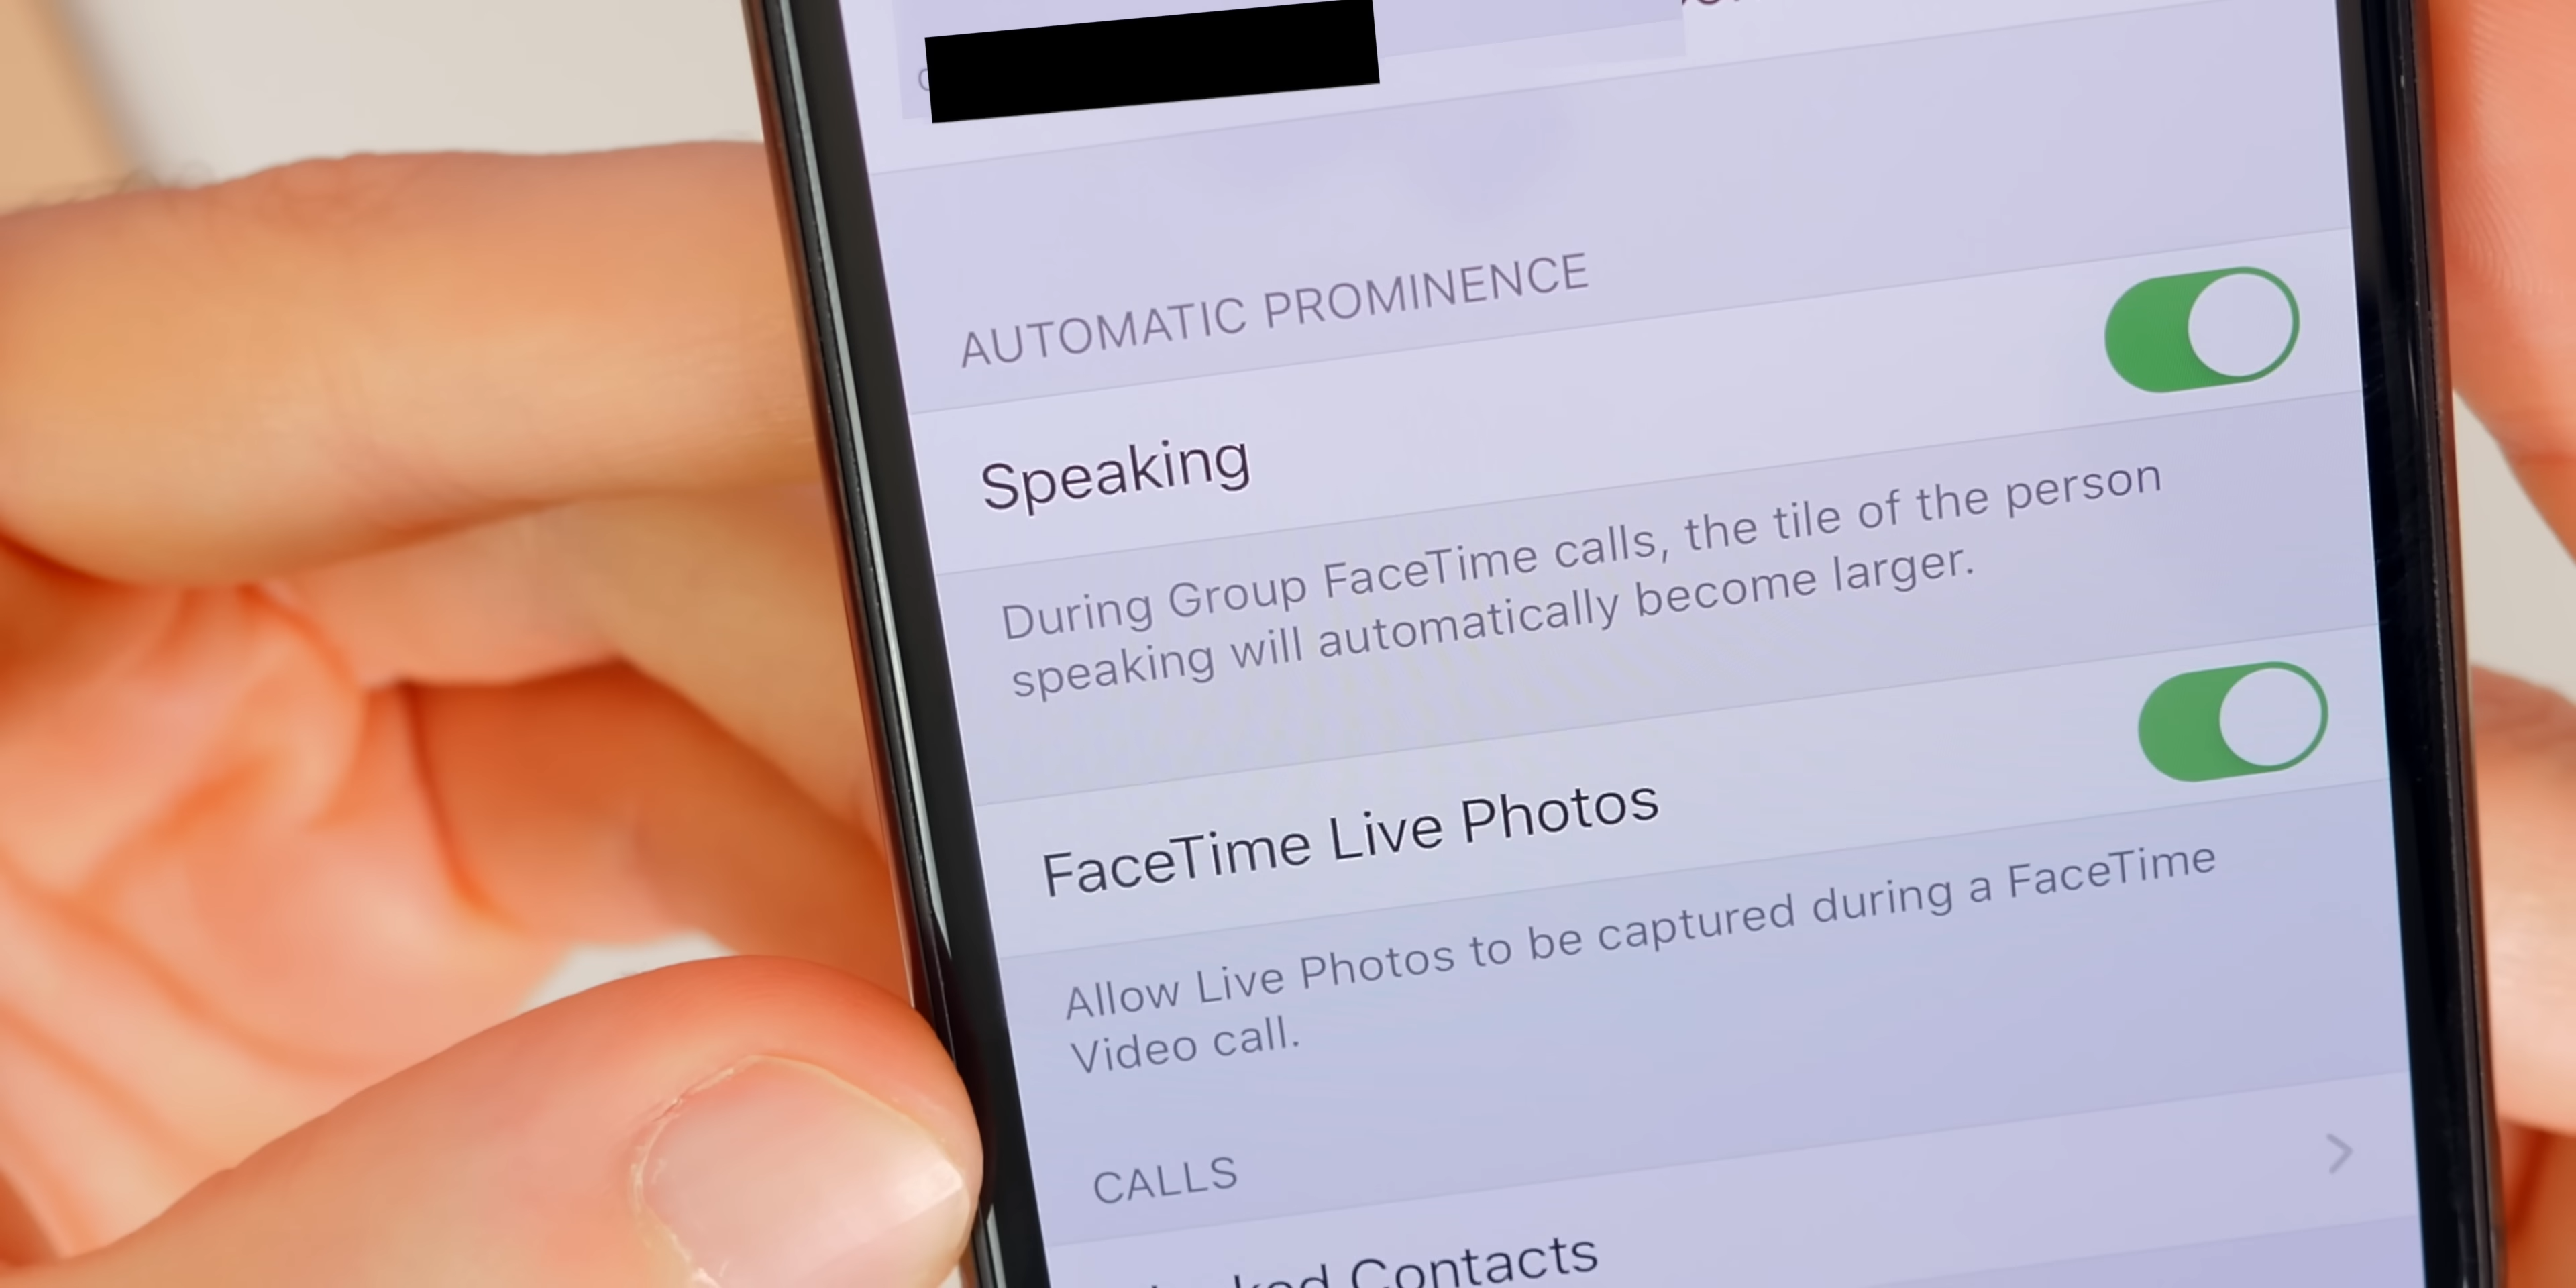 AUTOMATIC PROMINENCE
Speaking
During Group FaceTime calls, the tile of the person
speaking will automatically become larger.
FaceTime Live Photos
Allow Live Photos to be captured during a FaceTime
Video call.
CALLS
Contacts